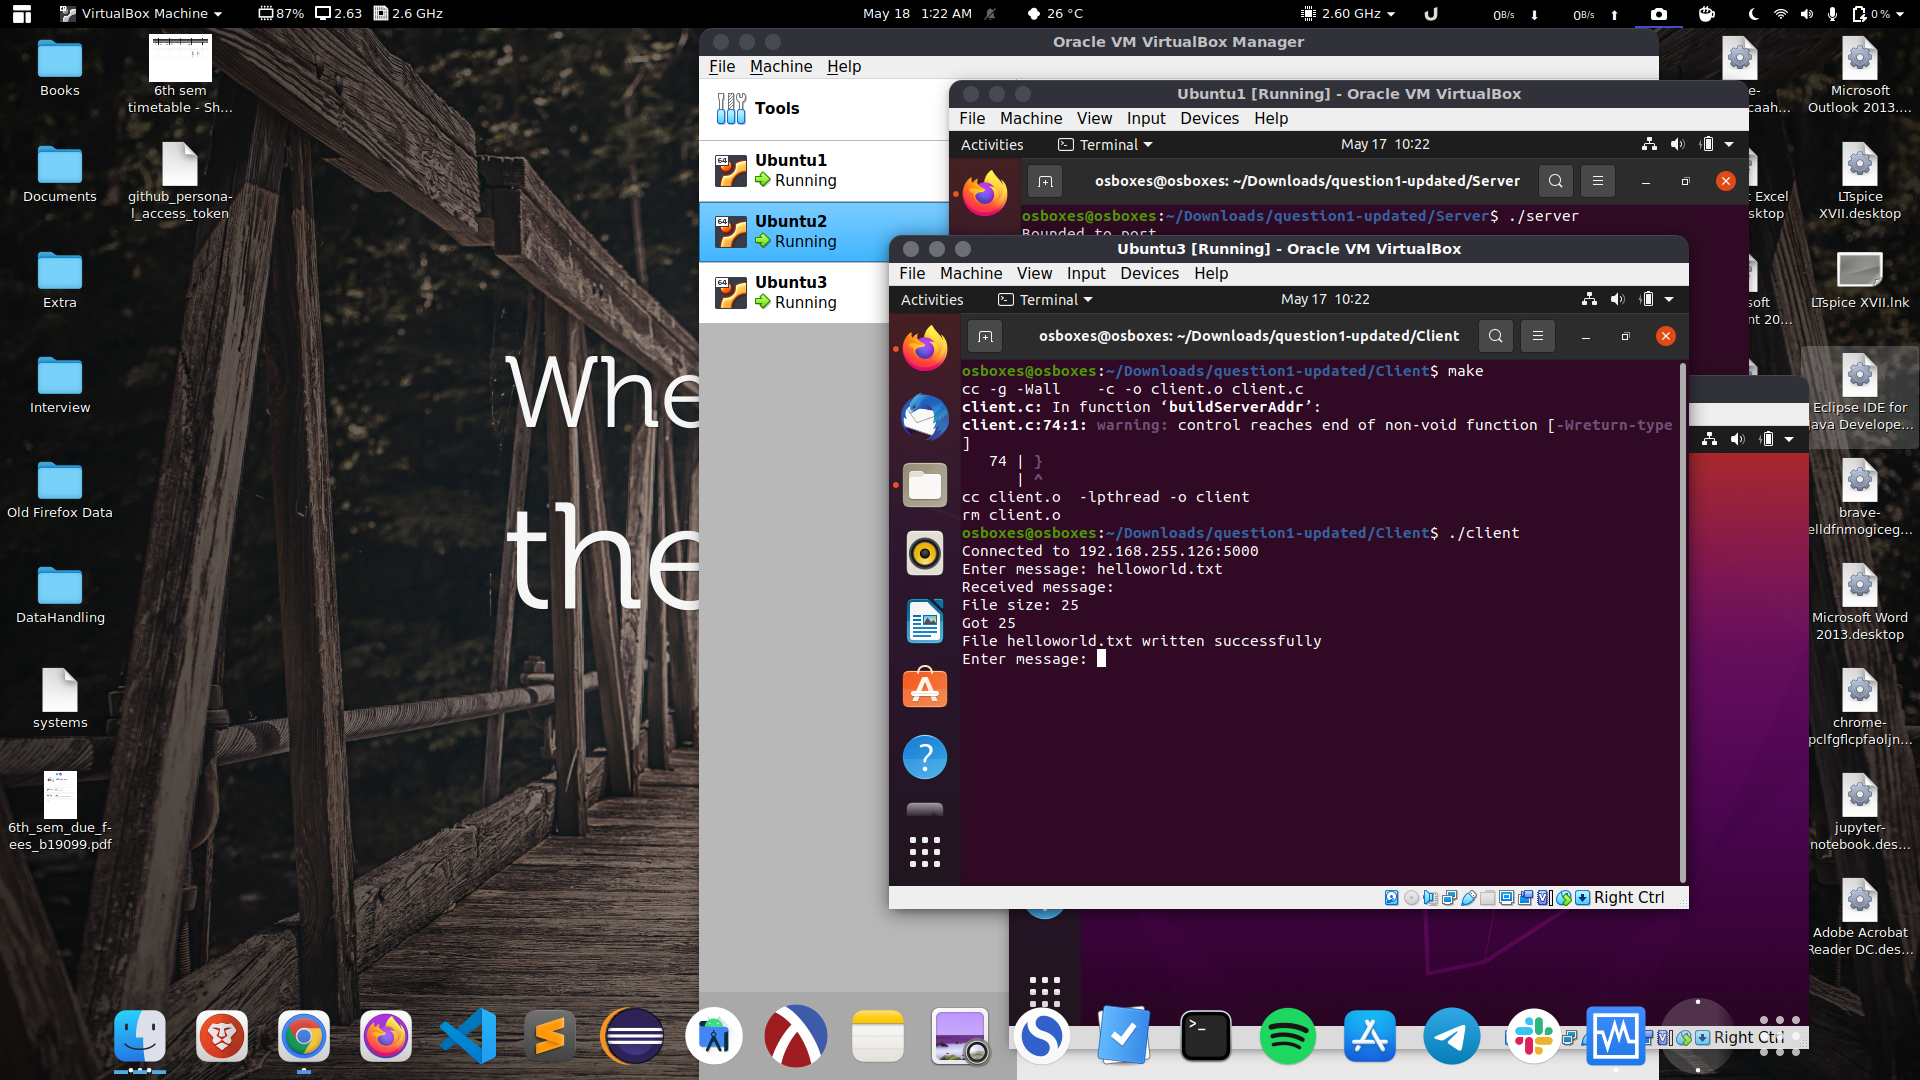 VirtualBox Machine
87%
2.63
2.6 GHz
May 18 1:22 AM
26 °C
2.60 GHz
0B/s
0B/s
0%
Books
6th sem
timetable - Sh...
Documents
github_persona-
l_access_token
Extra
Interview
Old Firefox Data
DataHandling
systems
6th_sem_due_f-
ees_b19099.pdf
Whe
the
Oracle VM VirtualBox Manager
File Machine Help
Tools
Ubuntu1
Running
Ubuntu2
Running
Ubuntu3
Running
Ubuntu1 [Running] - Oracle VM VirtualBox
File Machine View Input Devices Help
Activities Terminal May 17 10:22
osboxes@osboxes: ~/Downloads/question1-updated/Server
osboxes@osboxes:~/Downloads/question1-updated/Server$ ./server
Bounded to port
Ubuntu3 [Running] - Oracle VM VirtualBox
File Machine View Input Devices Help
Activities Terminal May 17 10:22
osboxes@osboxes: ~/Downloads/question1-updated/Client
osboxes@osboxes:~/Downloads/question1-updated/Client$ make
cc -g -Wall    -c -o client.o client.c
client.c: In function ‘buildServerAddr’:
client.c:74:1: warning: control reaches end of non-void function [-Wreturn-type
]
   74 | }
      | ^
cc client.o  -lpthread -o client
rm client.o
osboxes@osboxes:~/Downloads/question1-updated/Client$ ./client
Connected to 192.168.255.126:5000
Enter message: helloworld.txt
Received message:
File size: 25
Got 25
File helloworld.txt written successfully
Enter message:
Right Ctrl
Right Ctrl
e-
caah...
Microsoft
Outlook 2013....
t Excel
sktop
LTspice
XVII.desktop
soft
nt 20...
LTspice XVII.lnk
Eclipse IDE for
Java Develope...
brave-
elldfnmogiceg...
Microsoft Word
2013.desktop
chrome-
pclfgflcpfaoljn...
jupyter-
notebook.des...
Adobe Acrobat
Reader DC.des...